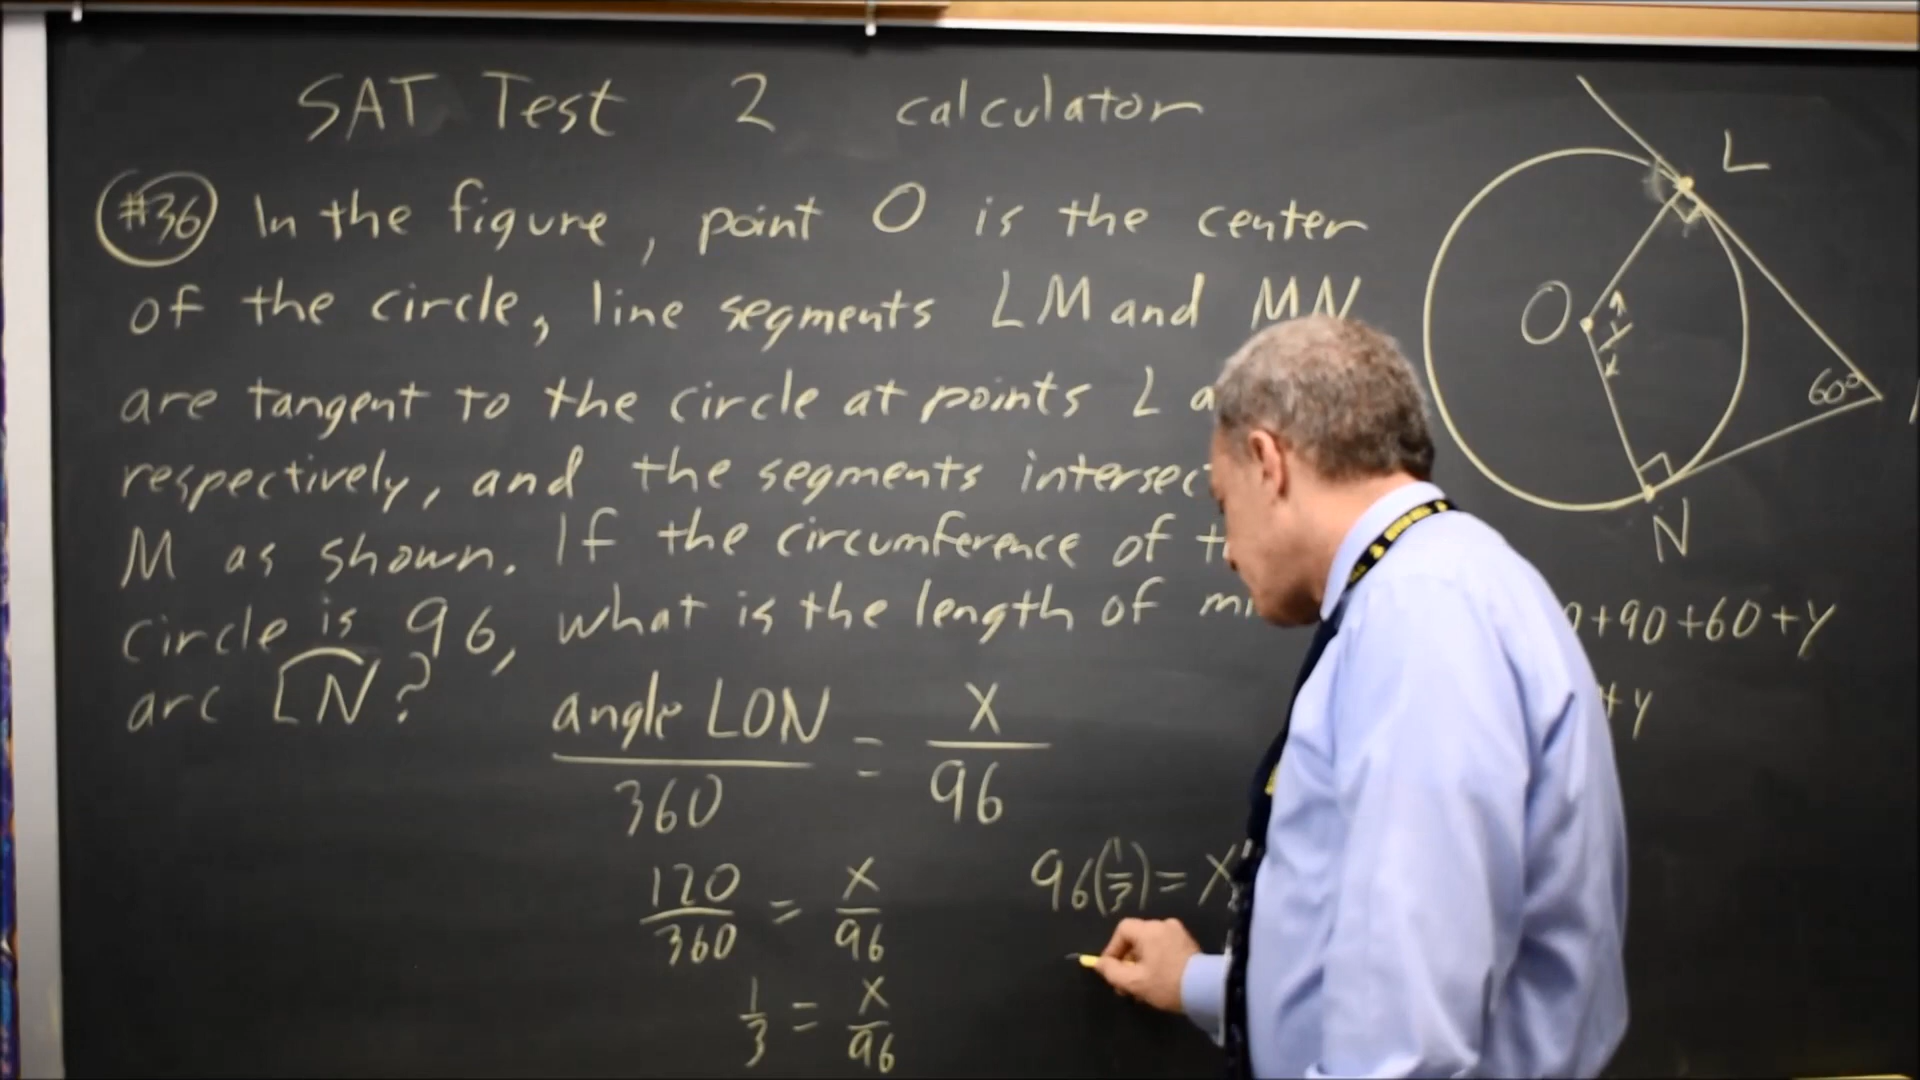 SAT Test 2 calculator
#36 In the figure, point O is the center
of the circle, line segments LM and MN
are tangent to the circle at points L
respectively, and the segments
M as shown. If the circumference of
circle is 96, what is the length of
arc LN?
angle LON / 360 = X / 96
120 / 360 = X / 96
1/3 = X / 96
96(1/3) = X
L
O
y
60°
N
+90+60+y
+y